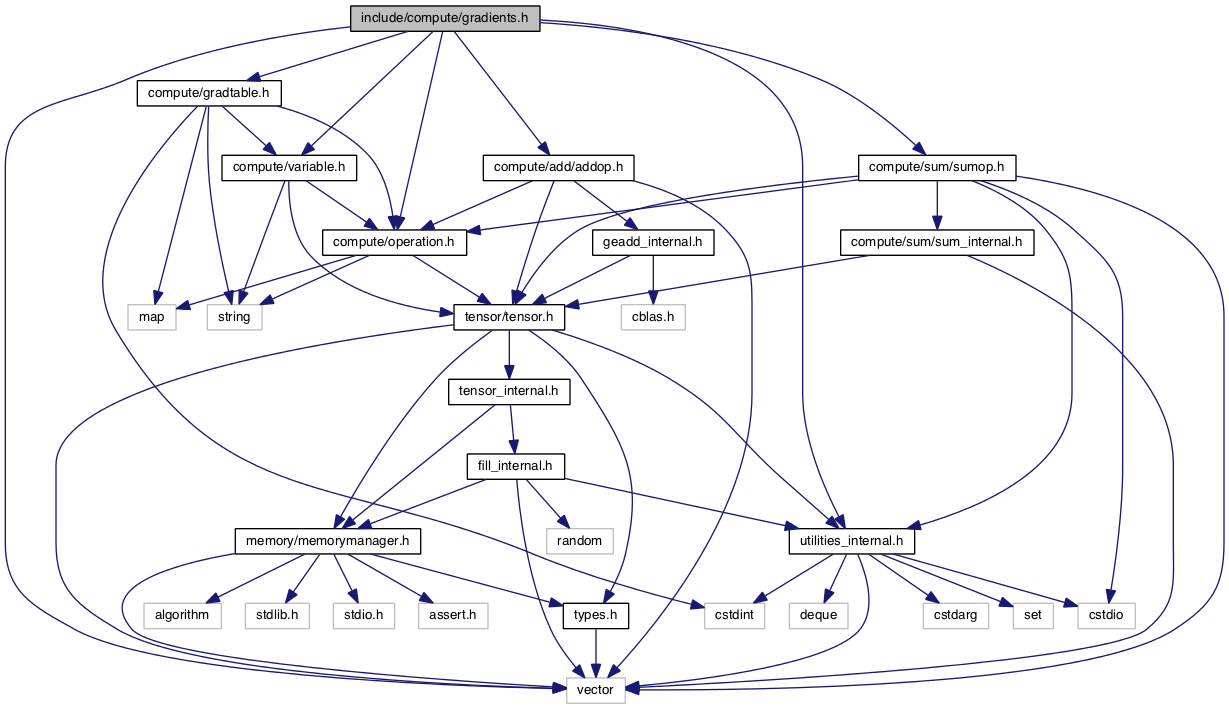 include/compute/gradients.h
compute/gradtable.h
compute/variable.h
compute/add/addop.h
compute/sum/sumop.h
compute/operation.h
geadd_internal.h
compute/sum/sum_internal.h
map
string
tensor/tensor.h
cblas.h
tensor_internal.h
fill_internal.h
memory/memorymanager.h
random
utilities_internal.h
algorithm
stdlib.h
stdio.h
assert.h
types.h
cstdint
deque
cstdarg
set
cstdio
vector